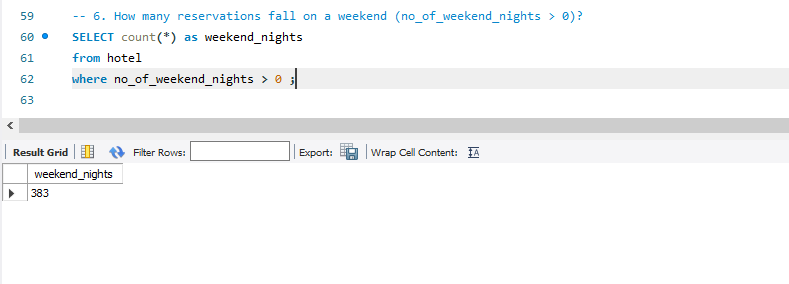 59 -- 6. How many reservations fall on a weekend (no_of_weekend_nights > 0)?
60 SELECT count(*) as weekend_nights
61 from hotel
62 where no_of_weekend_nights > 0 ;
63
Result Grid Filter Rows: Export: Wrap Cell Content: IA
weekend_nights
383